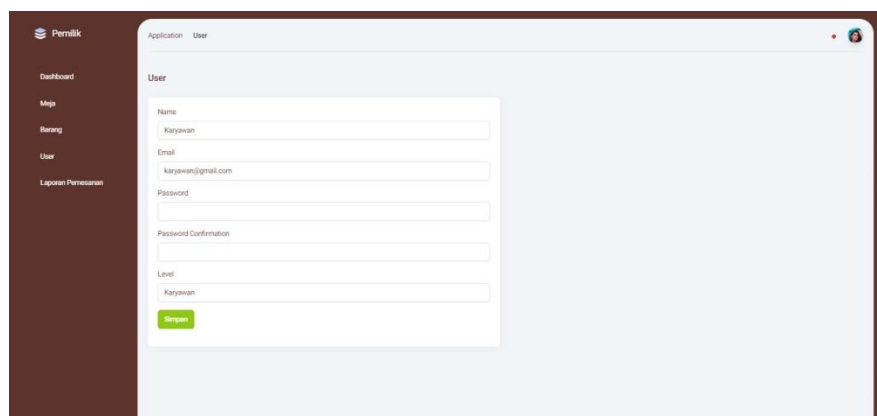 Pemilik
Application User
Dashboard
Meja
Barang
User
Laporan Pemesanan
User
Name
Karyawan
Email
karyawan@gmail.com
Password
Password Confirmation
Level
Karyawan
Simpan